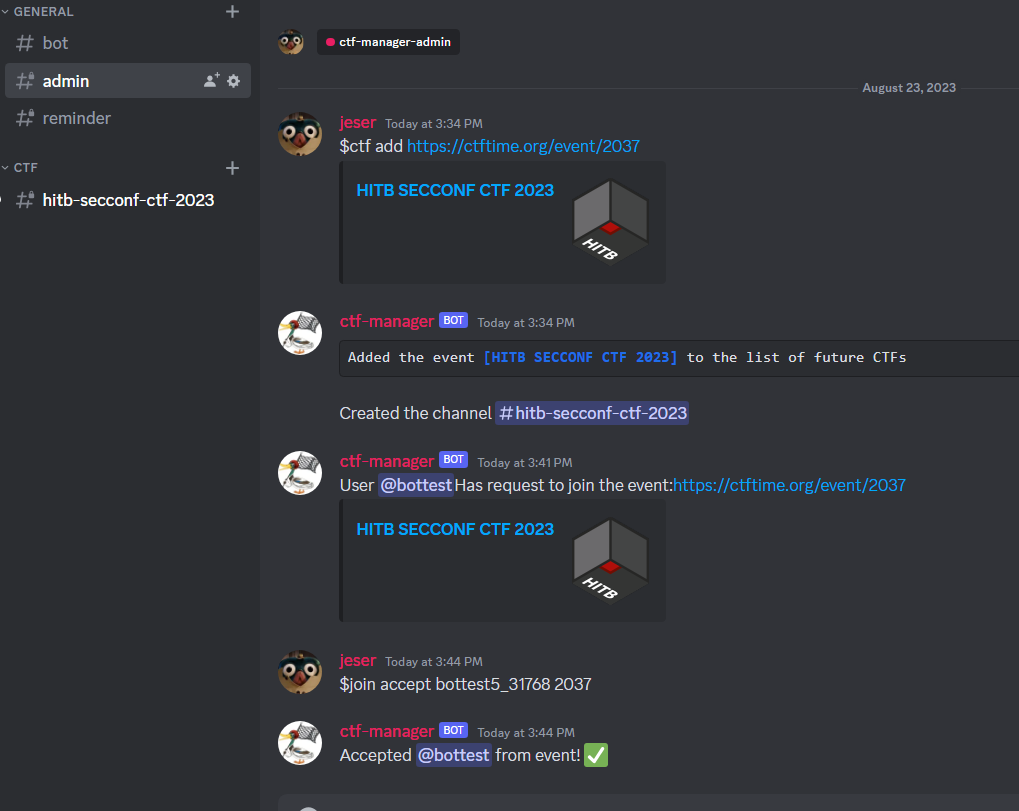 GENERAL
bot
admin
reminder
CTF
hitb-secconf-ctf-2023
ctf-manager-admin
August 23, 2023
jeser Today at 3:34 PM
$ctf add https://ctftime.org/event/2037
HITB SECCONF CTF 2023
HITB
ctf-manager BOT Today at 3:34 PM
Added the event [HITB SECCONF CTF 2023] to the list of future CTFs
Created the channel #hitb-secconf-ctf-2023
ctf-manager BOT Today at 3:41 PM
User @bottest Has request to join the event:https://ctftime.org/event/2037
HITB SECCONF CTF 2023
HITB
jeser Today at 3:44 PM
$join accept bottest5_31768 2037
ctf-manager BOT Today at 3:44 PM
Accepted @bottest from event! ✅